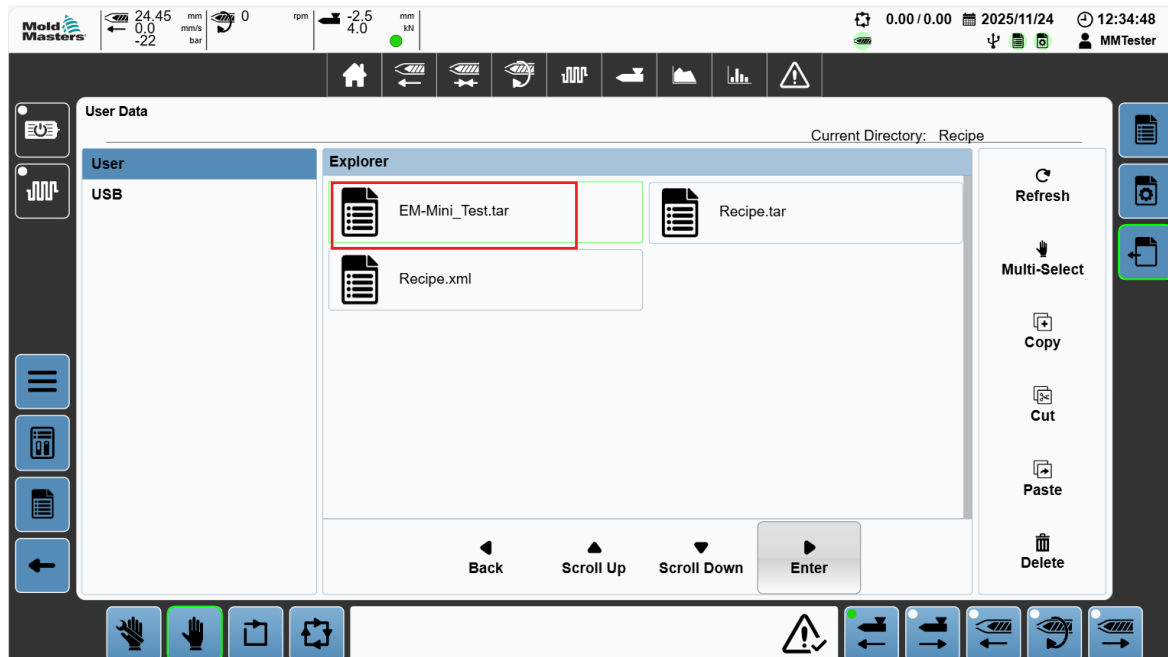 Mold Masters
24.45 mm
0.0 mm/s
-22 bar
0 rpm
-2.5 mm
4.0 kN
0.00 / 0.00
2025/11/24
12:34:48
MMTester
User Data
Current Directory: Recipe
User
USB
Explorer
EM-Mini_Test.tar
Recipe.tar
Recipe.xml
Refresh
Multi-Select
Copy
Cut
Paste
Delete
Back
Scroll Up
Scroll Down
Enter